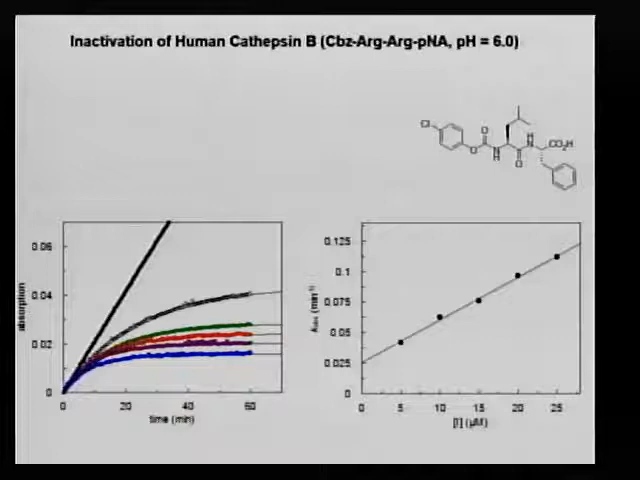 Inactivation of Human Cathepsin B (Cbz-Arg-Arg-pNA, pH = 6.0)
Cl
O
O
N
H
H
N
O
CO₂H
absorption
0.06
0.04
0.02
0
0 20 40 60
time (min)
(min⁻¹)
0.125
0.1
0.075
0.05
0.025
0
0 5 10 15 20 25
[I] (μM)